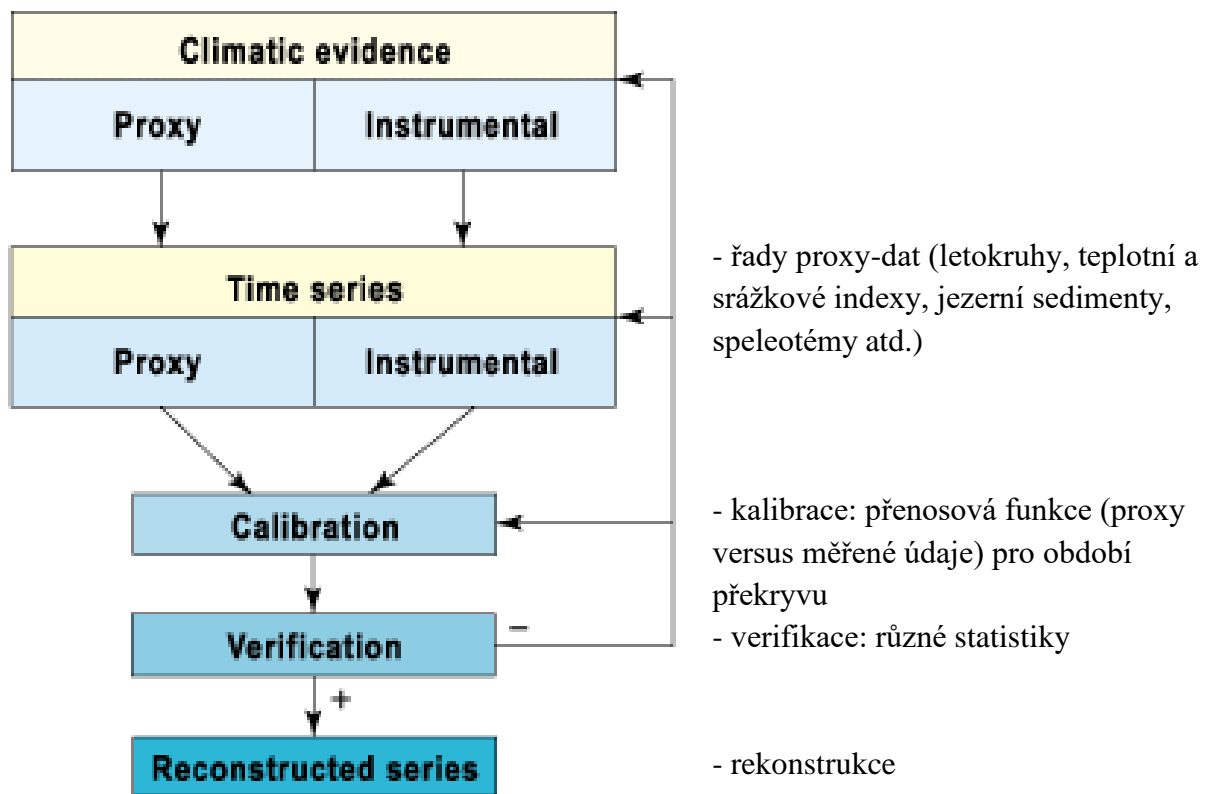 Climatic evidence
Proxy
Instrumental
Time series
Proxy
Instrumental
- řady proxy-dat (letokruhy, teplotní a
srážkové indexy, jezerní sedimenty,
speleotémy atd.)
Calibration
- kalibrace: přenosová funkce (proxy
versus měřené údaje) pro období
překryvu
Verification
–
- verifikace: různé statistiky
+
Reconstructed series
- rekonstrukce